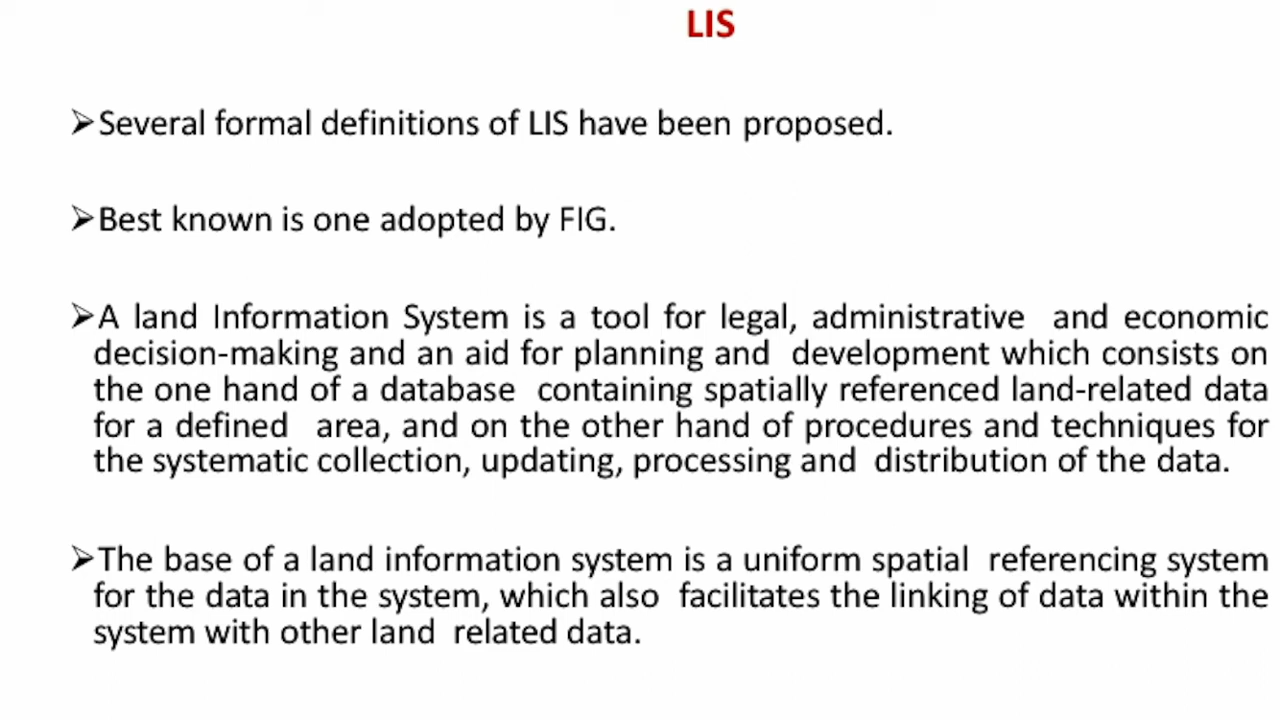 LIS
➢Several formal definitions of LIS have been proposed.
➢Best known is one adopted by FIG.
➢A land Information System is a tool for legal, administrative and economic
decision-making and an aid for planning and development which consists on
the one hand of a database containing spatially referenced land-related data
for a defined area, and on the other hand of procedures and techniques for
the systematic collection, updating, processing and distribution of the data.
➢The base of a land information system is a uniform spatial referencing system
for the data in the system, which also facilitates the linking of data within the
system with other land related data.